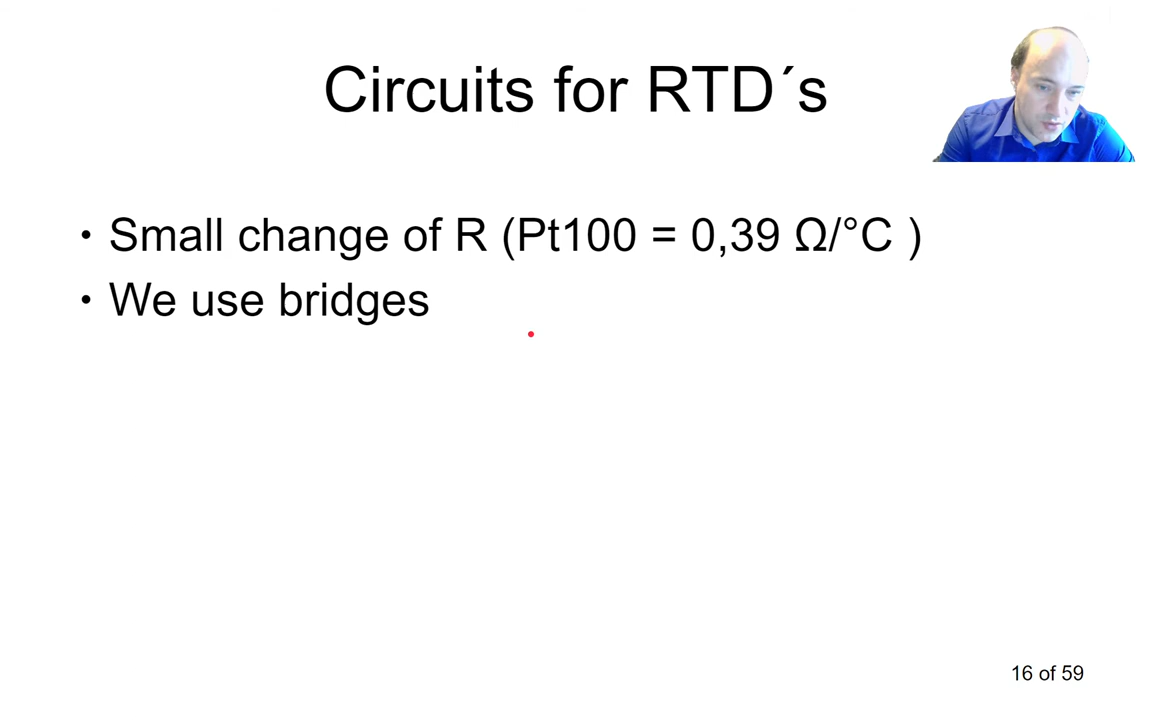 Circuits for RTD´s
• Small change of R (Pt100 = 0,39 Ω/°C )
• We use bridges
16 of 59